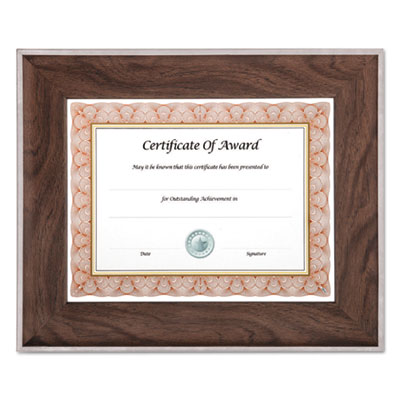 Certificate Of Award
May it be known that this certificate has been presented to
for Outstanding Achievement in
Date Signature